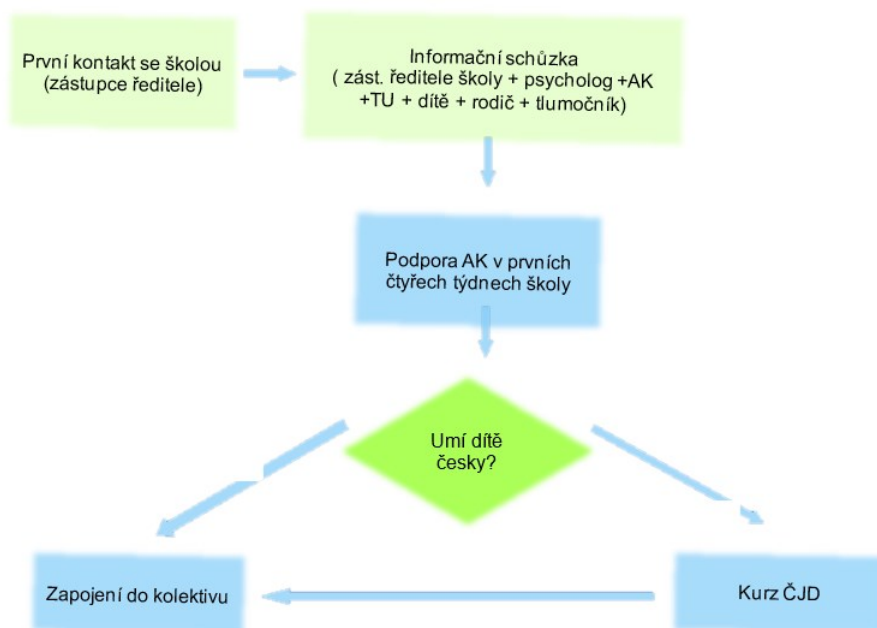 První kontakt se školou
(zástupce ředitele)
Informační schůzka
( zást. ředitele školy + psycholog +AK
+TU + dítě + rodič + tlumočník)
Podpora AK v prvních
čtyřech týdnech školy
Umí dítě
česky?
Zapojení do kolektivu
Kurz ČJD